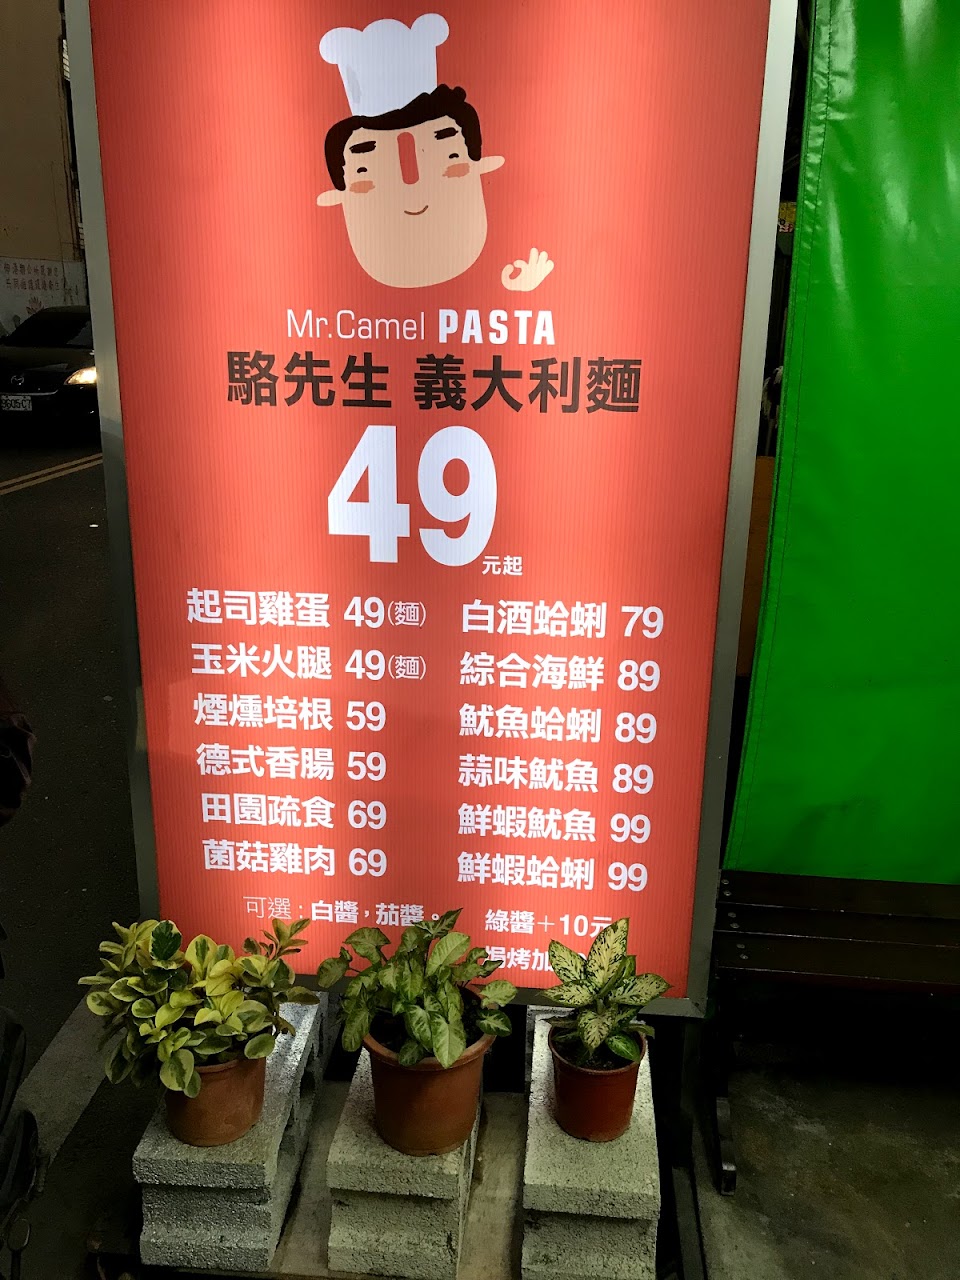 Mr.Camel PASTA
駱先生 義大利麵
49
元起
起司雞蛋 49(麵)
玉米火腿 49(麵)
煙燻培根 59
德式香腸 59
田園疏食 69
菌菇雞肉 69
白酒蛤蜊 79
綜合海鮮 89
魷魚蛤蜊 89
蒜味魷魚 89
鮮蝦魷魚 99
鮮蝦蛤蜊 99
可選：白醬，茄醬。
綠醬＋10元
焗烤加